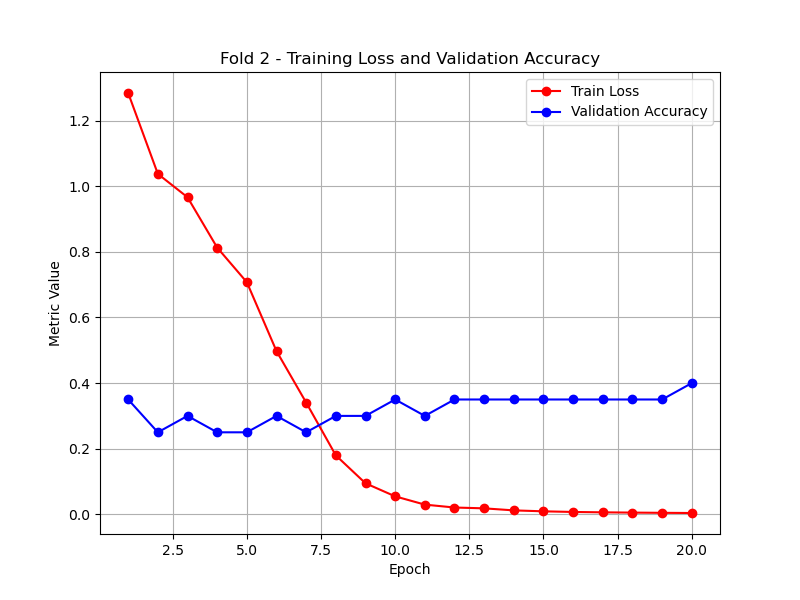 Fold 2 - Training Loss and Validation Accuracy
Train Loss
Validation Accuracy
Metric Value
1.2
1.0
0.8
0.6
0.4
0.2
0.0
2.5 5.0 7.5 10.0 12.5 15.0 17.5 20.0
Epoch